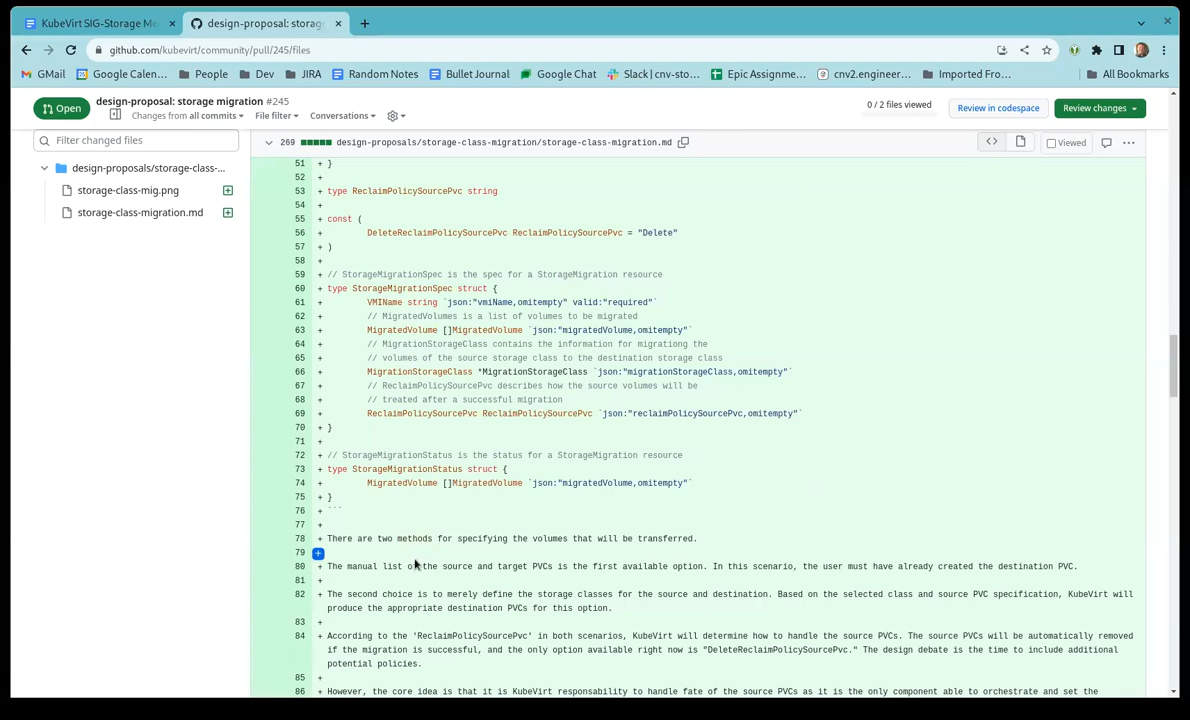 KubeVirt SIG-Storage Me
design-proposal: storag
github.com/kubevirt/community/pull/245/files
GMail
Google Calen...
People
Dev
JIRA
Random Notes
Bullet Journal
Google Chat
Slack | cnv-sto...
Epic Assignme...
cnv2.engineer...
Imported Fro...
All Bookmarks
Open
design-proposal: storage migration #245
Changes from all commits
File filter
Conversations
0 / 2 files viewed
Review in codespace
Review changes
Filter changed files
design-proposals/storage-class-...
storage-class-mig.png
storage-class-migration.md
269 design-proposals/storage-class-migration/storage-class-migration.md
Viewed
51 + }
52 +
53 + type ReclaimPolicySourcePvc string
54 +
55 + const (
56 + DeleteReclaimPolicySourcePvc ReclaimPolicySourcePvc = "Delete"
57 + )
58 +
59 + // StorageMigrationSpec is the spec for a StorageMigration resource
60 + type StorageMigrationSpec struct {
61 + VMIName string `json:"vmiName,omitempty" valid:"required"`
62 + // MigratedVolumes is a list of volumes to be migrated
63 + MigratedVolume []MigratedVolume `json:"migratedVolume,omitempty"`
64 + // MigrationStorageClass contains the information for migrationg the
65 + // volumes of the source storage class to the destination storage class
66 + MigrationStorageClass *MigrationStorageClass `json:"migrationStorageClass,omitempty"`
67 + // ReclaimPolicySourcePvc describes how the source volumes will be
68 + // treated after a successful migration
69 + ReclaimPolicySourcePvc ReclaimPolicySourcePvc `json:"reclaimPolicySourcePvc,omitempty"`
70 + }
71 +
72 + // StorageMigrationStatus is the status for a StorageMigration resource
73 + type StorageMigrationStatus struct {
74 + MigratedVolume []MigratedVolume `json:"migratedVolume,omitempty"`
75 + }
76 + ```
77 +
78 + There are two methods for specifying the volumes that will be transferred.
79 +
80 + The manual list of the source and target PVCs is the first available option. In this scenario, the user must have already created the destination PVC.
81 +
82 + The second choice is to merely define the storage classes for the source and destination. Based on the selected class and source PVC specification, KubeVirt will
produce the appropriate destination PVCs for this option.
83 +
84 + According to the 'ReclaimPolicySourcePvc' in both scenarios, KubeVirt will determine how to handle the source PVCs. The source PVCs will be automatically removed
if the migration is successful, and the only option available right now is "DeleteReclaimPolicySourcePvc." The design debate is the time to include additional
potential policies.
85 +
86 + However, the core idea is that it is KubeVirt responsability to handle fate of the source PVCs as it is the only component able to orchestrate and set the